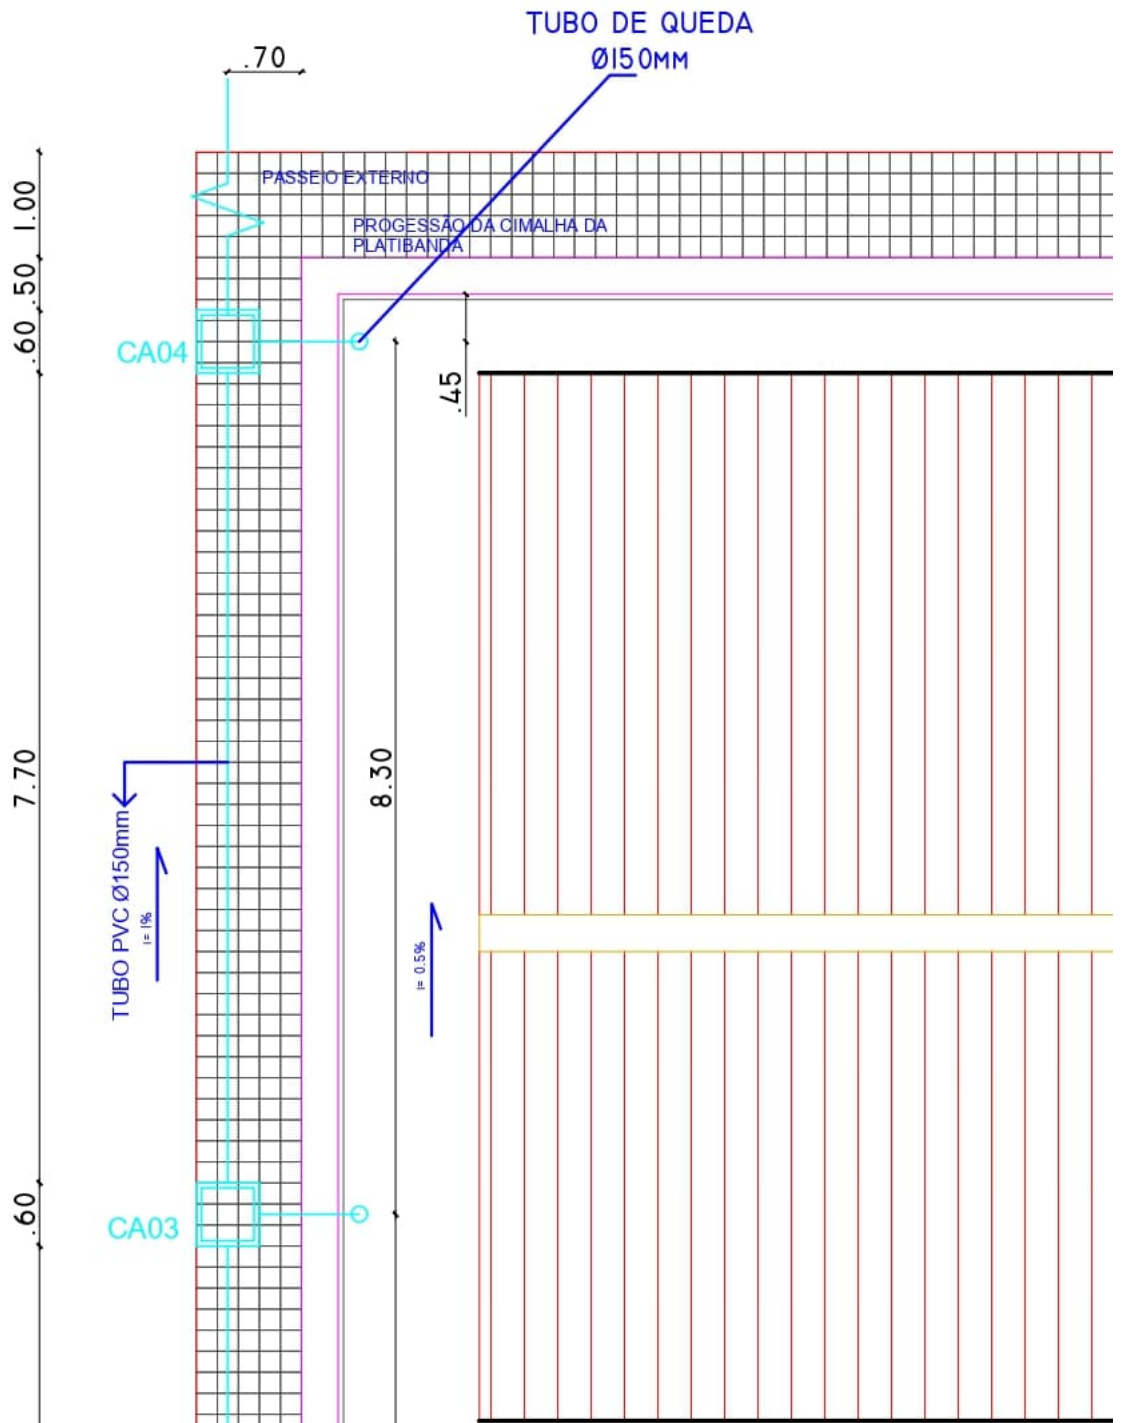 TUBO DE QUEDA
Ø150MM
.70
PASSEIO EXTERNO
PROGESSÃO DA CIMALHA DA
PLATIBANDA
1.00
.50
.60
CA04
.45
7.70
8.30
TUBO PVC Ø150mm
i= 1%
i= 0.5%
.60
CA03